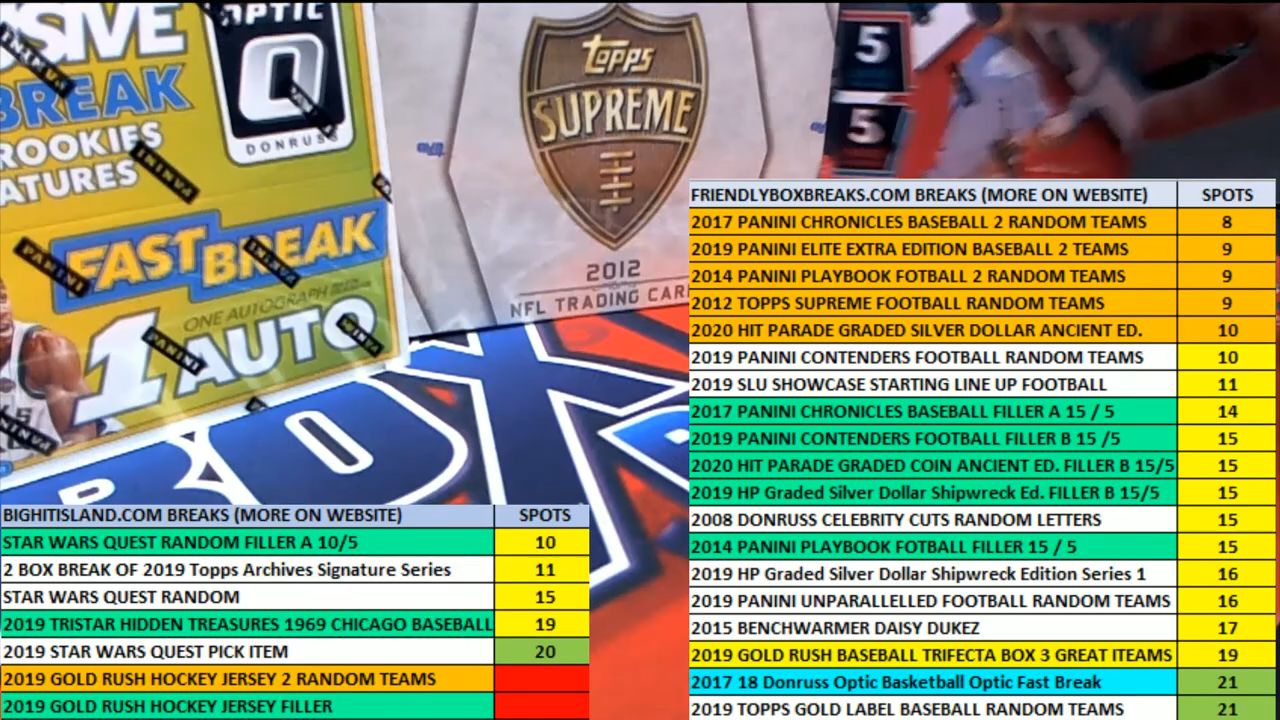 SIVE
BREAK
ROOKIES
ATURES
OPTIC
O
DONRUSS
FAST BREAK
ONE AUTOGRAPH
1 AUTO
PANINI
PANINI
PANINI
PANINI
PANINI
PANINI
topps
SUPREME
2012
NFL TRADING CAR
5
5
BOX
FRIENDLYBOXBREAKS.COM BREAKS (MORE ON WEBSITE) SPOTS
2017 PANINI CHRONICLES BASEBALL 2 RANDOM TEAMS 8
2019 PANINI ELITE EXTRA EDITION BASEBALL 2 TEAMS 9
2014 PANINI PLAYBOOK FOTBALL 2 RANDOM TEAMS 9
2012 TOPPS SUPREME FOOTBALL RANDOM TEAMS 9
2020 HIT PARADE GRADED SILVER DOLLAR ANCIENT ED. 10
2019 PANINI CONTENDERS FOOTBALL RANDOM TEAMS 10
2019 SLU SHOWCASE STARTING LINE UP FOOTBALL 11
2017 PANINI CHRONICLES BASEBALL FILLER A 15 / 5 14
2019 PANINI CONTENDERS FOOTBALL FILLER B 15 /5 15
2020 HIT PARADE GRADED COIN ANCIENT ED. FILLER B 15/5 15
2019 HP Graded Silver Dollar Shipwreck Ed. FILLER B 15/5 15
2008 DONRUSS CELEBRITY CUTS RANDOM LETTERS 15
2014 PANINI PLAYBOOK FOTBALL FILLER 15 / 5 15
2019 HP Graded Silver Dollar Shipwreck Edition Series 1 16
2019 PANINI UNPARALLELLED FOOTBALL RANDOM TEAMS 16
2015 BENCHWARMER DAISY DUKEZ 17
2019 GOLD RUSH BASEBALL TRIFECTA BOX 3 GREAT ITEAMS 19
2017 18 Donruss Optic Basketball Optic Fast Break 21
2019 TOPPS GOLD LABEL BASEBALL RANDOM TEAMS 21
BIGHITISLAND.COM BREAKS (MORE ON WEBSITE) SPOTS
STAR WARS QUEST RANDOM FILLER A 10/5 10
2 BOX BREAK OF 2019 Topps Archives Signature Series 11
STAR WARS QUEST RANDOM 15
2019 TRISTAR HIDDEN TREASURES 1969 CHICAGO BASEBALL 19
2019 STAR WARS QUEST PICK ITEM 20
2019 GOLD RUSH HOCKEY JERSEY 2 RANDOM TEAMS
2019 GOLD RUSH HOCKEY JERSEY FILLER